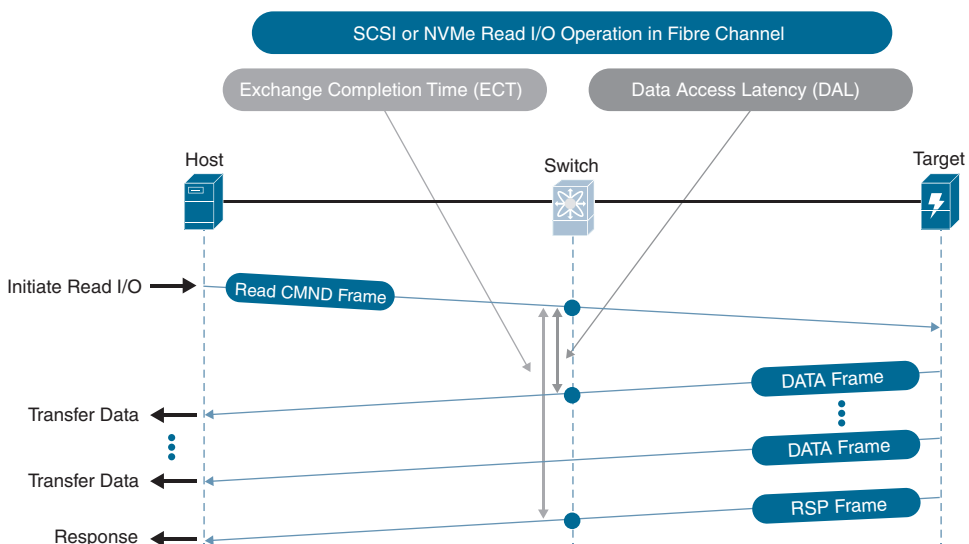 SCSI or NVMe Read I/O Operation in Fibre Channel
Exchange Completion Time (ECT)
Data Access Latency (DAL)
Host
Switch
Target
Initiate Read I/O
Read CMND Frame
DATA Frame
Transfer Data
DATA Frame
Transfer Data
RSP Frame
Response